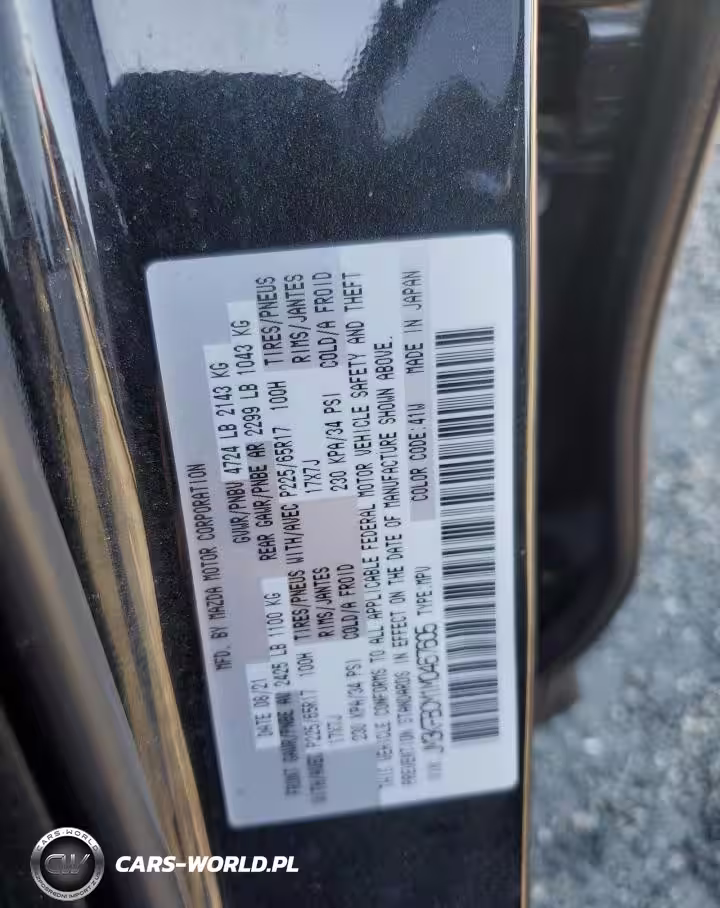 MFD. BY MAZDA MOTOR CORPORATION
DATE 08/21 GVWR/PNBV 4724 LB 2143 KG
FRONT GAWR/PNBE AV 2425 LB 1100 KG REAR GAWR/PNBE AR 2299 LB 1043 KG
WITH/AVEC P225/65R17 100H TIRES/PNEUS WITH/AVEC P225/65R17 100H TIRES/PNEUS
17X7J RIMS/JANTES 17X7J RIMS/JANTES
230 KPA/34 PSI COLD/A FROID 230 KPA/34 PSI COLD/A FROID
THIS VEHICLE CONFORMS TO ALL APPLICABLE FEDERAL MOTOR VEHICLE SAFETY AND THEFT
PREVENTION STANDARDS IN EFFECT ON THE DATE OF MANUFACTURE SHOWN ABOVE.
TYPE:MPV COLOR CODE:41W MADE IN JAPAN
CARS-WORLD
CW
CARS-WORLD.PL